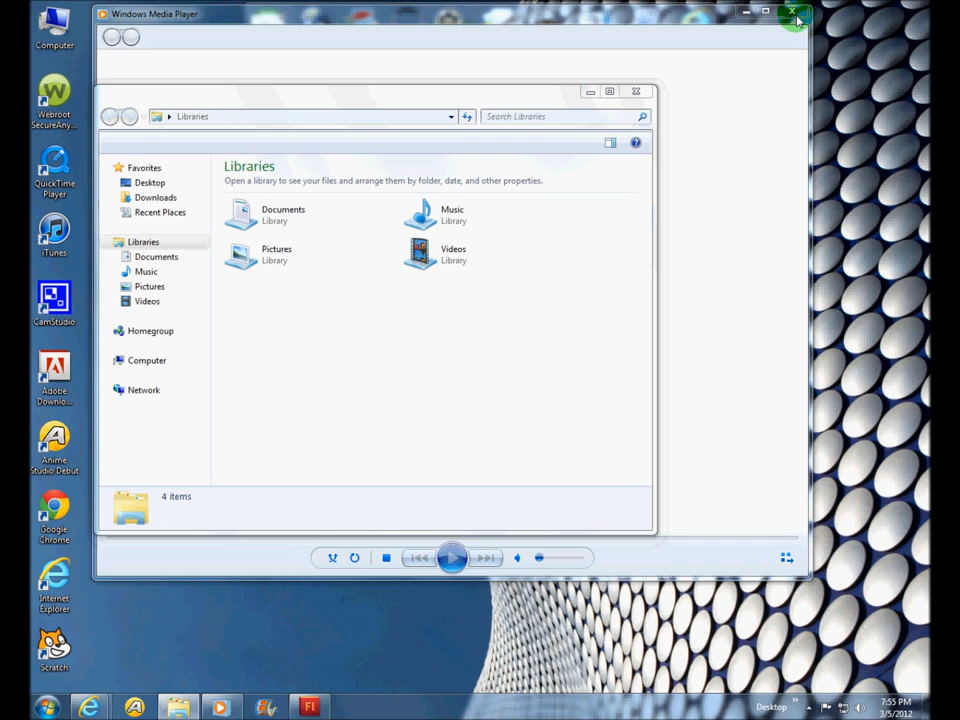 Windows Media Player
Computer
Webroot
SecureAny...
QuickTime
Player
iTunes
CamStudio
Adobe
Downlo...
Anime
Studio Debut
Google
Chrome
Internet
Explorer
Scratch
Libraries
Search Libraries
Favorites
Desktop
Downloads
Recent Places
Libraries
Documents
Music
Pictures
Videos
Homegroup
Computer
Network
Libraries
Open a library to see your files and arrange them by folder, date, and other properties.
Documents
Library
Music
Library
Pictures
Library
Videos
Library
4 items
Fl
Desktop
7:55 PM
3/5/2012